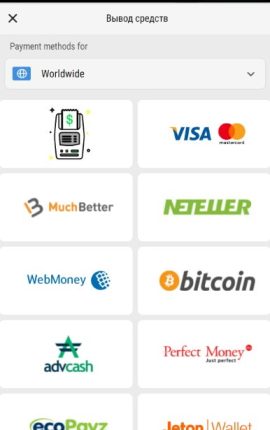 Вывод средств
Payment methods for
Worldwide
$
VISA mastercard
MuchBetter
NETELLER
WebMoney
bitcoin
advcash
Perfect Money
Just perfect
ecoPayz
Jeton Wallet